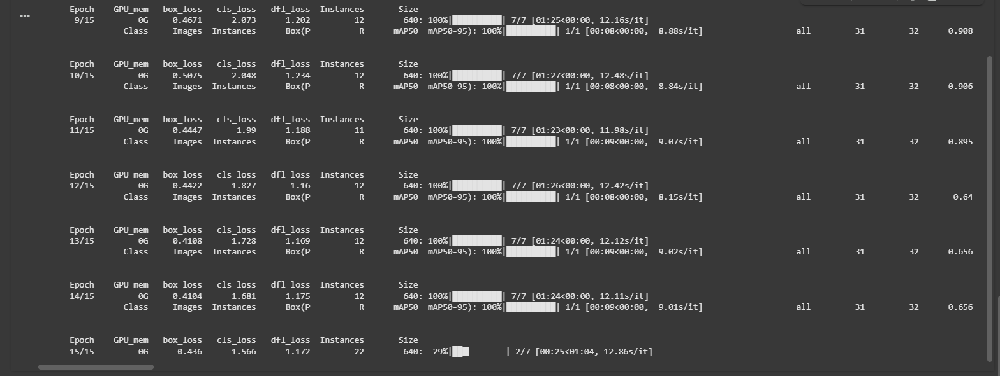 Epoch GPU_mem box_loss cls_loss dfl_loss Instances Size
9/15 0G 0.4671 2.073 1.202 12 640: 100%|██████████| 7/7 [01:25<00:00, 12.16s/it]
Class Images Instances Box(P R mAP50 mAP50-95): 100%|██████████| 1/1 [00:08<00:00, 8.88s/it] all 31 32 0.908
Epoch GPU_mem box_loss cls_loss dfl_loss Instances Size
10/15 0G 0.5075 2.048 1.234 12 640: 100%|██████████| 7/7 [01:27<00:00, 12.48s/it]
Class Images Instances Box(P R mAP50 mAP50-95): 100%|██████████| 1/1 [00:08<00:00, 8.84s/it] all 31 32 0.906
Epoch GPU_mem box_loss cls_loss dfl_loss Instances Size
11/15 0G 0.4447 1.99 1.188 11 640: 100%|██████████| 7/7 [01:23<00:00, 11.98s/it]
Class Images Instances Box(P R mAP50 mAP50-95): 100%|██████████| 1/1 [00:09<00:00, 9.07s/it] all 31 32 0.895
Epoch GPU_mem box_loss cls_loss dfl_loss Instances Size
12/15 0G 0.4422 1.827 1.16 12 640: 100%|██████████| 7/7 [01:26<00:00, 12.42s/it]
Class Images Instances Box(P R mAP50 mAP50-95): 100%|██████████| 1/1 [00:08<00:00, 8.15s/it] all 31 32 0.64
Epoch GPU_mem box_loss cls_loss dfl_loss Instances Size
13/15 0G 0.4108 1.728 1.169 12 640: 100%|██████████| 7/7 [01:24<00:00, 12.12s/it]
Class Images Instances Box(P R mAP50 mAP50-95): 100%|██████████| 1/1 [00:09<00:00, 9.02s/it] all 31 32 0.656
Epoch GPU_mem box_loss cls_loss dfl_loss Instances Size
14/15 0G 0.4104 1.681 1.175 12 640: 100%|██████████| 7/7 [01:24<00:00, 12.11s/it]
Class Images Instances Box(P R mAP50 mAP50-95): 100%|██████████| 1/1 [00:09<00:00, 9.01s/it] all 31 32 0.656
Epoch GPU_mem box_loss cls_loss dfl_loss Instances Size
15/15 0G 0.436 1.566 1.172 22 640: 29%|███ | 2/7 [00:25<01:04, 12.86s/it]